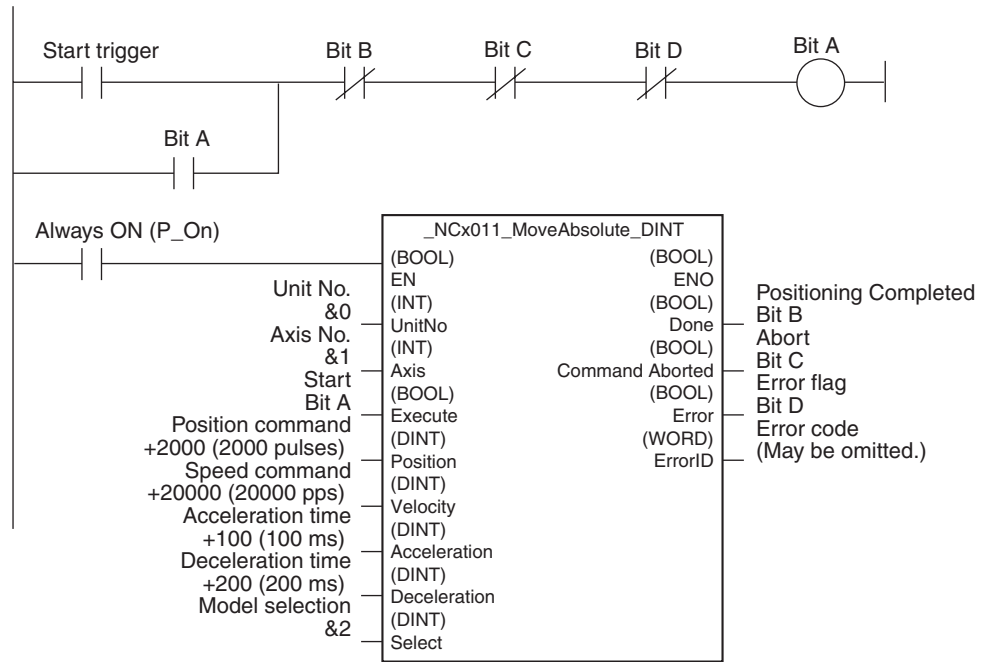 Start trigger
Bit B
Bit C
Bit D
Bit A
Bit A
Always ON (P_On)
_NCx011_MoveAbsolute_DINT
(BOOL)
EN
(BOOL)
ENO
Unit No.
&0
(INT)
UnitNo
(BOOL)
Done
Positioning Completed
Bit B
Axis No.
&1
(INT)
Axis
(BOOL)
Command Aborted
Abort
Bit C
Start
Bit A
(BOOL)
Execute
(BOOL)
Error
Error flag
Bit D
Position command
+2000 (2000 pulses)
(DINT)
Position
(WORD)
ErrorID
Error code
(May be omitted.)
Speed command
+20000 (20000 pps)
(DINT)
Velocity
Acceleration time
+100 (100 ms)
(DINT)
Acceleration
Deceleration time
+200 (200 ms)
(DINT)
Deceleration
Model selection
&2
(DINT)
Select